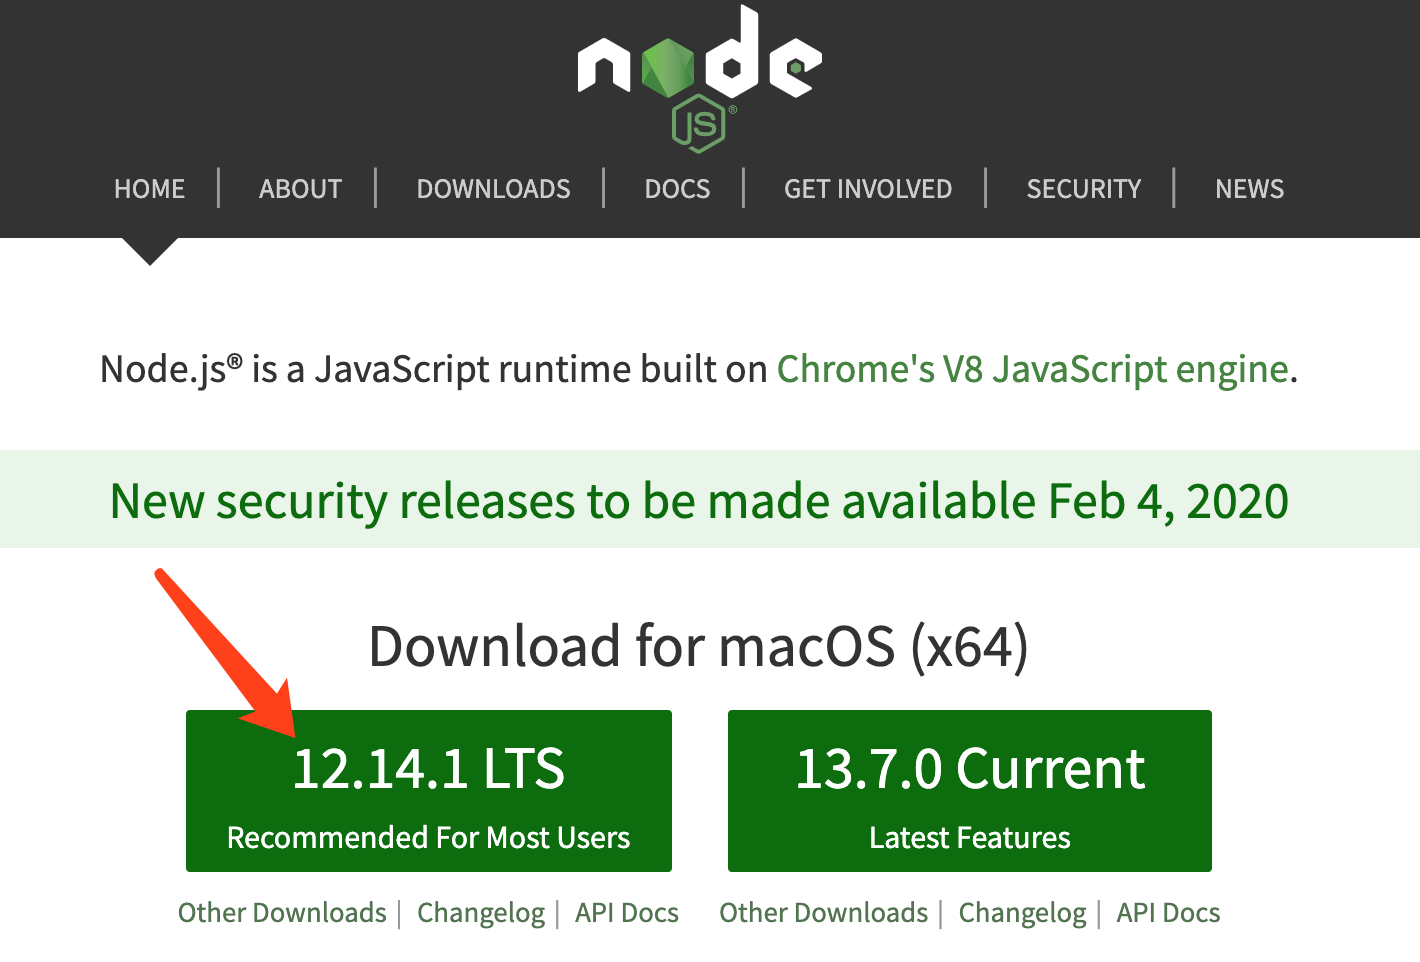 node
JS®
HOME | ABOUT | DOWNLOADS | DOCS | GET INVOLVED | SECURITY | NEWS
Node.js® is a JavaScript runtime built on Chrome's V8 JavaScript engine.
New security releases to be made available Feb 4, 2020
Download for macOS (x64)
12.14.1 LTS
Recommended For Most Users
Other Downloads | Changelog | API Docs
13.7.0 Current
Latest Features
Other Downloads | Changelog | API Docs